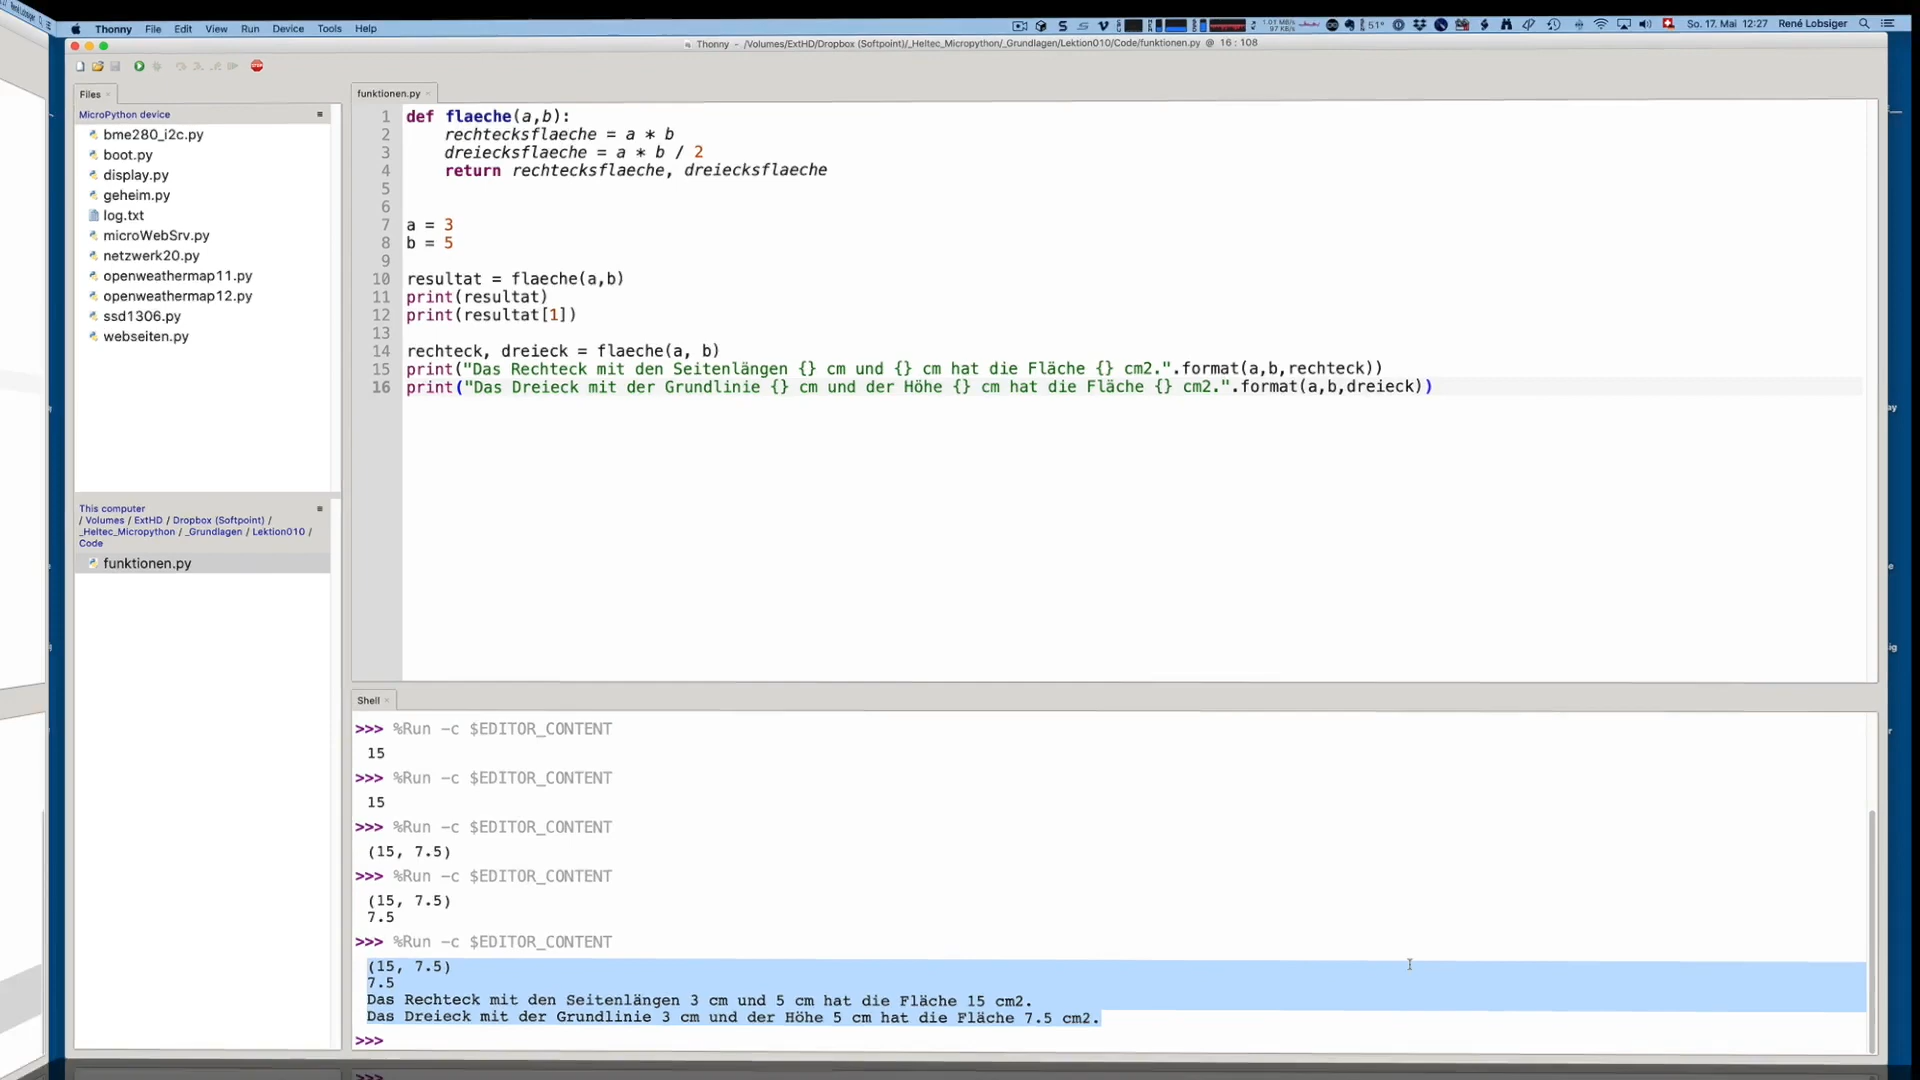 Thonny File Edit View Run Device Tools Help
So. 17. Mai 12:27 René Lobsiger
Thonny - /Volumes/ExtHD/Dropbox (Softpoint)/_Heltec_Micropython/_Grundlagen/Lektion010/Code/funktionen.py @ 16 : 108
Files
MicroPython device
bme280_i2c.py
boot.py
display.py
geheim.py
log.txt
microWebSrv.py
netzwerk20.py
openweathermap11.py
openweathermap12.py
ssd1306.py
webseiten.py
This computer
/ Volumes / ExtHD / Dropbox (Softpoint) /
_Heltec_Micropython / _Grundlagen / Lektion010 /
Code
funktionen.py
funktionen.py
1 def flaeche(a,b):
2 rechtecksflaeche = a * b
3 dreiecksflaeche = a * b / 2
4 return rechtecksflaeche, dreiecksflaeche
5
6
7 a = 3
8 b = 5
9
10 resultat = flaeche(a,b)
11 print(resultat)
12 print(resultat[1])
13
14 rechteck, dreieck = flaeche(a, b)
15 print("Das Rechteck mit den Seitenlängen {} cm und {} cm hat die Fläche {} cm2.".format(a,b,rechteck))
16 print("Das Dreieck mit der Grundlinie {} cm und der Höhe {} cm hat die Fläche {} cm2.".format(a,b,dreieck))
Shell
>>> %Run -c $EDITOR_CONTENT
15
>>> %Run -c $EDITOR_CONTENT
15
>>> %Run -c $EDITOR_CONTENT
(15, 7.5)
>>> %Run -c $EDITOR_CONTENT
(15, 7.5)
7.5
>>> %Run -c $EDITOR_CONTENT
(15, 7.5)
7.5
Das Rechteck mit den Seitenlängen 3 cm und 5 cm hat die Fläche 15 cm2.
Das Dreieck mit der Grundlinie 3 cm und der Höhe 5 cm hat die Fläche 7.5 cm2.
>>>